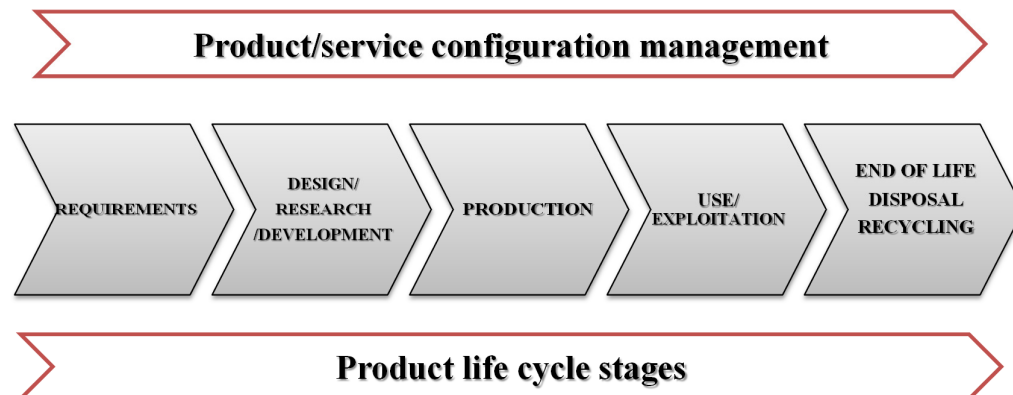 Product/service configuration management
REQUIREMENTS
DESIGN/
RESEARCH
/DEVELOPMENT
PRODUCTION
USE/
EXPLOITATION
END OF LIFE
DISPOSAL
RECYCLING
Product life cycle stages